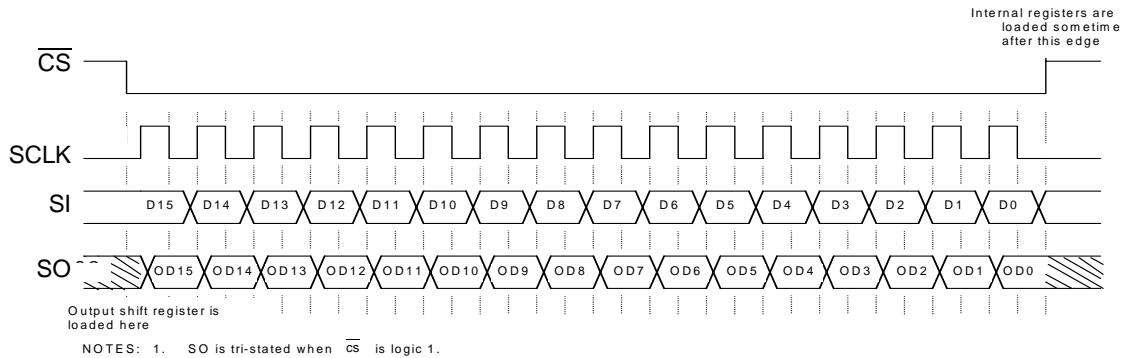 Internal registers are
loaded sometime
after this edge
CS
SCLK
SI D15 D14 D13 D12 D11 D10 D9 D8 D7 D6 D5 D4 D3 D2 D1 D0
SO OD15 OD14 OD13 OD12 OD11 OD10 OD9 OD8 OD7 OD6 OD5 OD4 OD3 OD2 OD1 OD0
Output shift register is
loaded here
NOTES: 1. SO is tri-stated when CS is logic 1.